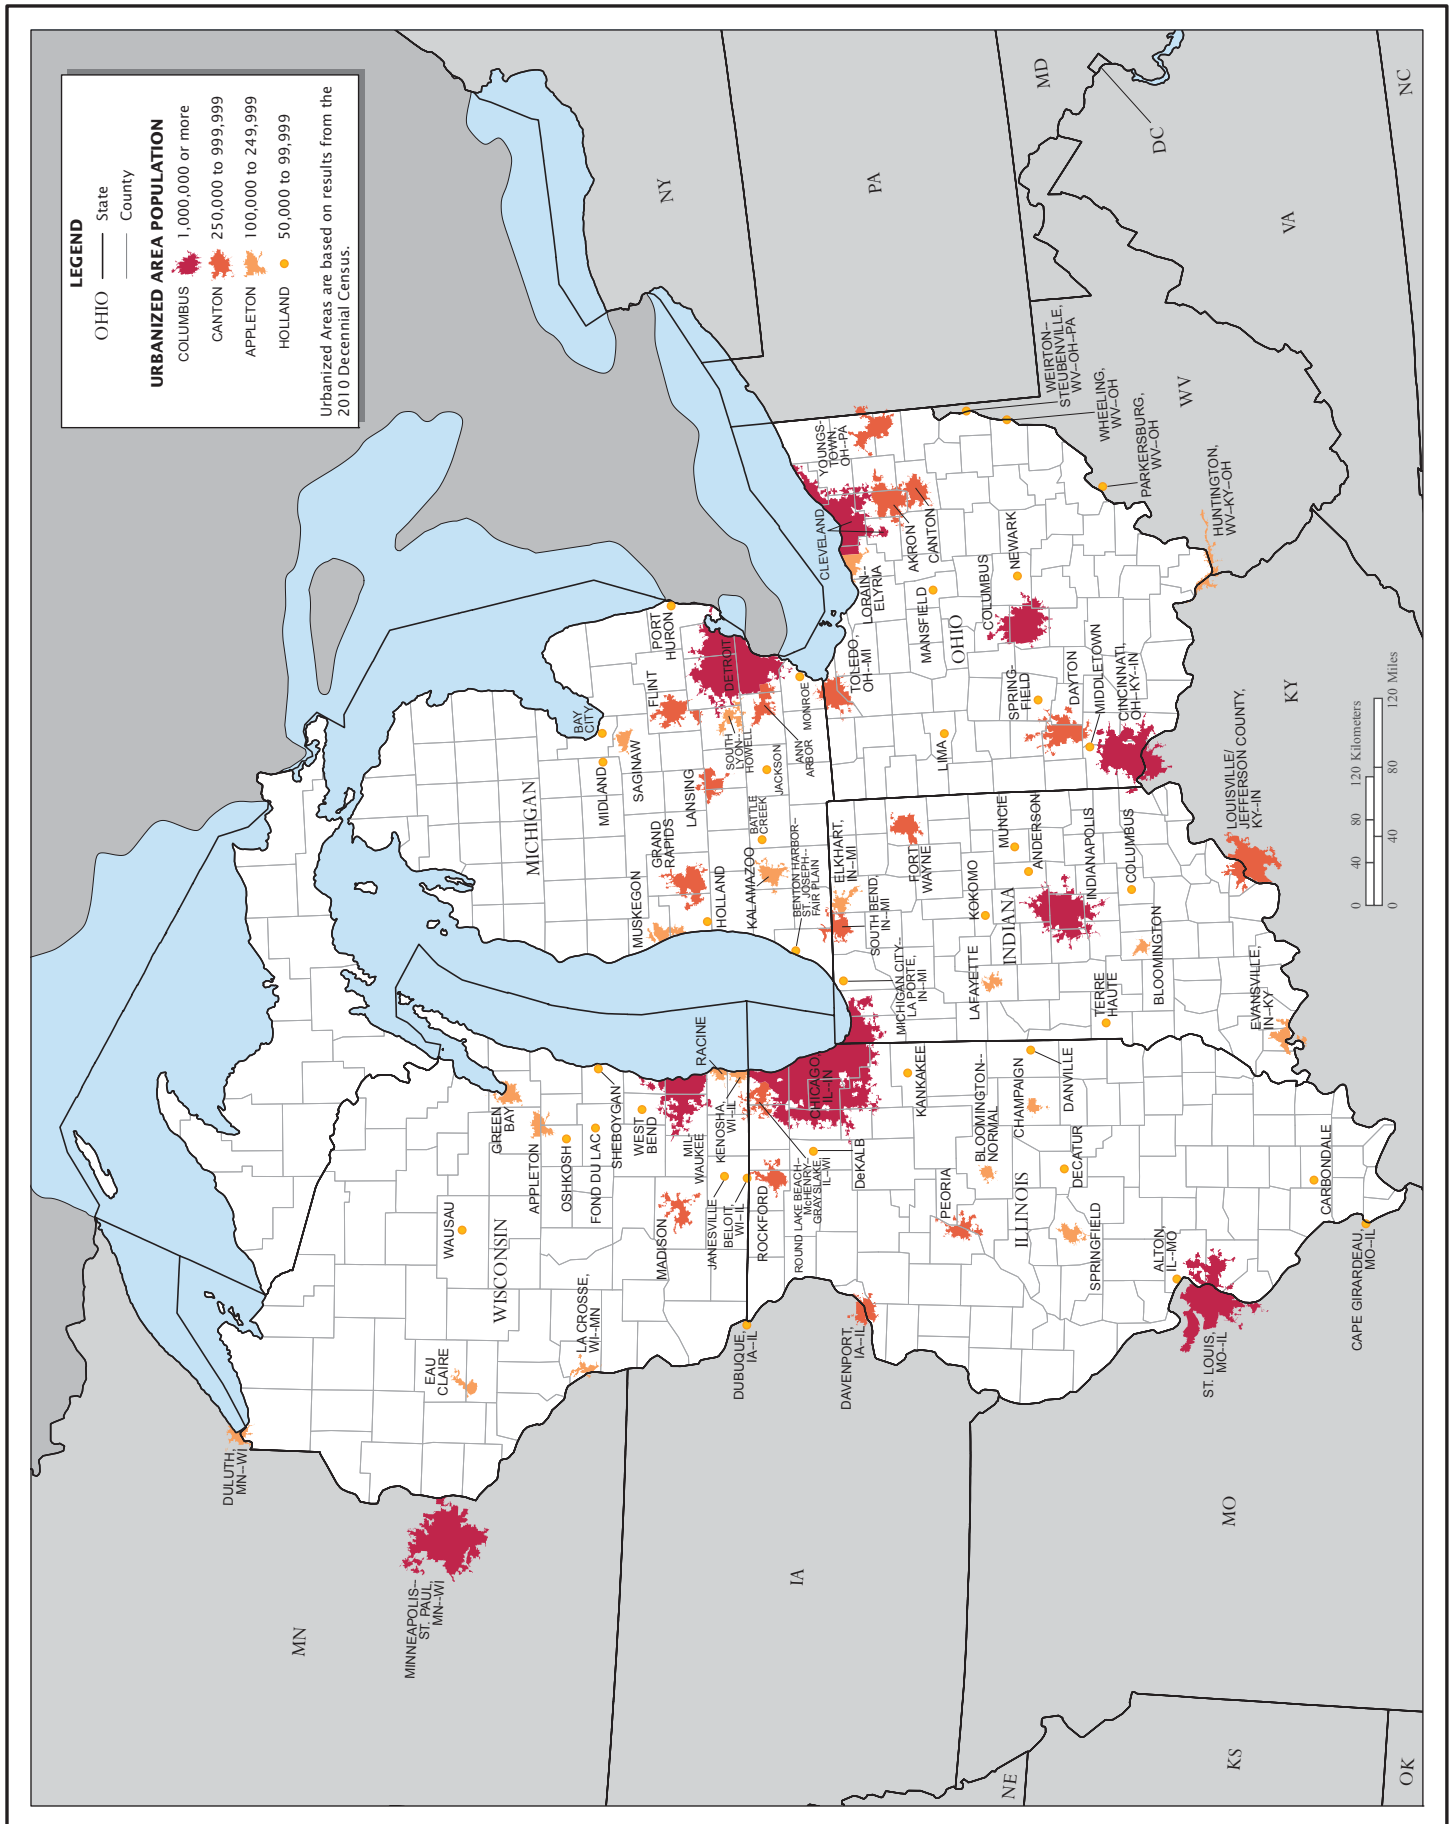 LEGEND
OHIO
State
County
URBANIZED AREA POPULATION
COLUMBUS 1,000,000 or more
CANTON 250,000 to 999,999
APPLETON 100,000 to 249,999
HOLLAND 50,000 to 99,999
Urbanized Areas are based on results from the
2010 Decennial Census.
MN
IA
NE
KS
OK
MO
KY
WV
VA
NC
MD
DC
PA
NY
WISCONSIN
MICHIGAN
ILLINOIS
INDIANA
OHIO
DULUTH,
MN--WI
MINNEAPOLIS--
ST. PAUL,
MN--WI
EAU
CLAIRE
LA CROSSE,
WI--MN
WAUSAU
GREEN
BAY
APPLETON
OSHKOSH
FOND DU LAC
SHEBOYGAN
WEST
BEND
MIL-
WAUKEE
MADISON
RACINE
KENOSHA,
WI--IL
JANESVILLE
BELOIT,
WI--IL
DUBUQUE,
IA--IL
ROCKFORD
ROUND LAKE BEACH--
McHENRY--
GRAYSLAKE,
IL--WI
CHICAGO,
IL--IN
DeKALB
DAVENPORT,
IA--IL
KANKAKEE
PEORIA
BLOOMINGTON--
NORMAL
CHAMPAIGN
DANVILLE
DECATUR
SPRINGFIELD
ALTON,
IL--MO
ST. LOUIS,
MO--IL
CARBONDALE
CAPE GIRARDEAU,
MO--IL
BAY
CITY
MIDLAND
SAGINAW
FLINT
PORT
HURON
DETROIT
MUSKEGON
GRAND
RAPIDS
HOLLAND
LANSING
SOUTH
LYON--
HOWELL
ANN
ARBOR
MONROE
JACKSON
BATTLE
CREEK
KALAMAZOO
BENTON HARBOR--
ST. JOSEPH--
FAIR PLAIN
ELKHART,
IN--MI
SOUTH BEND,
IN--MI
MICHIGAN CITY--
LA PORTE,
IN--MI
FORT
WAYNE
LAFAYETTE
KOKOMO
MUNCIE
ANDERSON
INDIANAPOLIS
COLUMBUS
TERRE
HAUTE
BLOOMINGTON
EVANSVILLE,
IN--KY
LOUISVILLE/
JEFFERSON COUNTY,
KY--IN
TOLEDO,
OH--MI
LORAIN--
ELYRIA
CLEVELAND
YOUNGS-
TOWN,
OH--PA
AKRON
CANTON
MANSFIELD
LIMA
COLUMBUS
NEWARK
SPRING-
FIELD
DAYTON
MIDDLETOWN
CINCINNATI,
OH--KY--IN
WEIRTON--
STEUBENVILLE,
WV--OH--PA
WHEELING,
WV--OH
PARKERSBURG,
WV--OH
HUNTINGTON,
WV--KY--OH
0 40 80 120 Kilometers
0 40 80 120 Miles